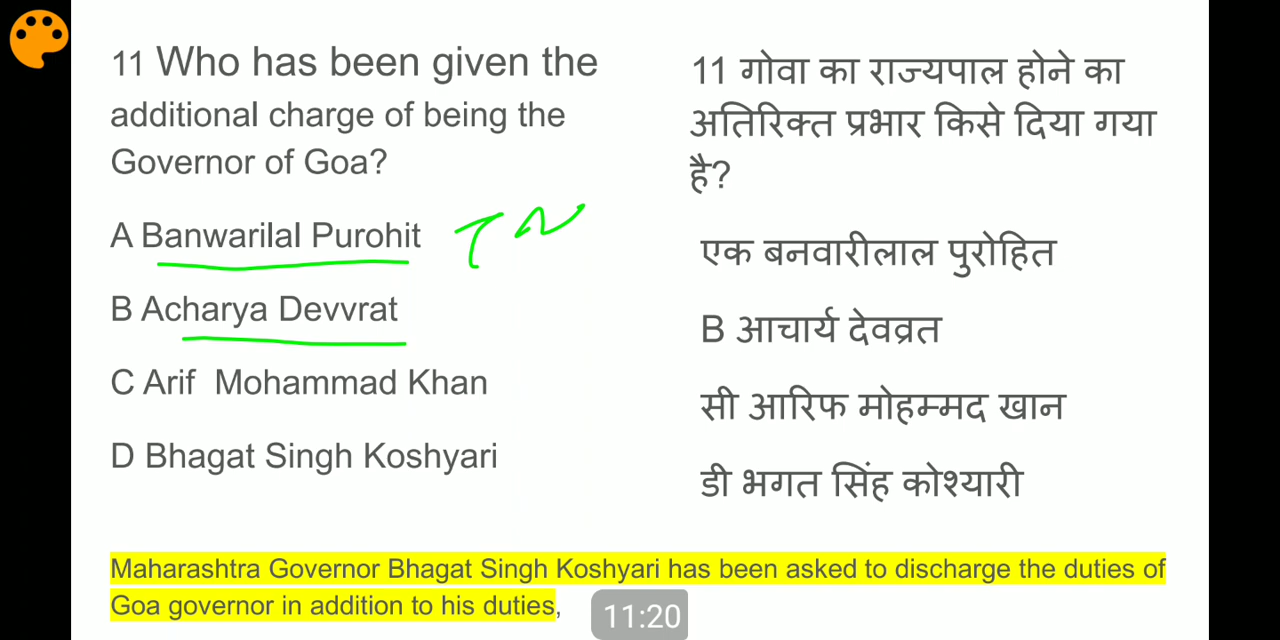 11 Who has been given the
additional charge of being the
Governor of Goa?
A Banwarilal Purohit TN
B Acharya Devvrat
C Arif Mohammad Khan
D Bhagat Singh Koshyari
11 गोवा का राज्यपाल होने का
अतिरिक्त प्रभार किसे दिया गया
है?
एक बनवारीलाल पुरोहित
B आचार्य देवव्रत
सी आरिफ मोहम्मद खान
डी भगत सिंह कोश्यारी
Maharashtra Governor Bhagat Singh Koshyari has been asked to discharge the duties of
Goa governor in addition to his duties,
11:20